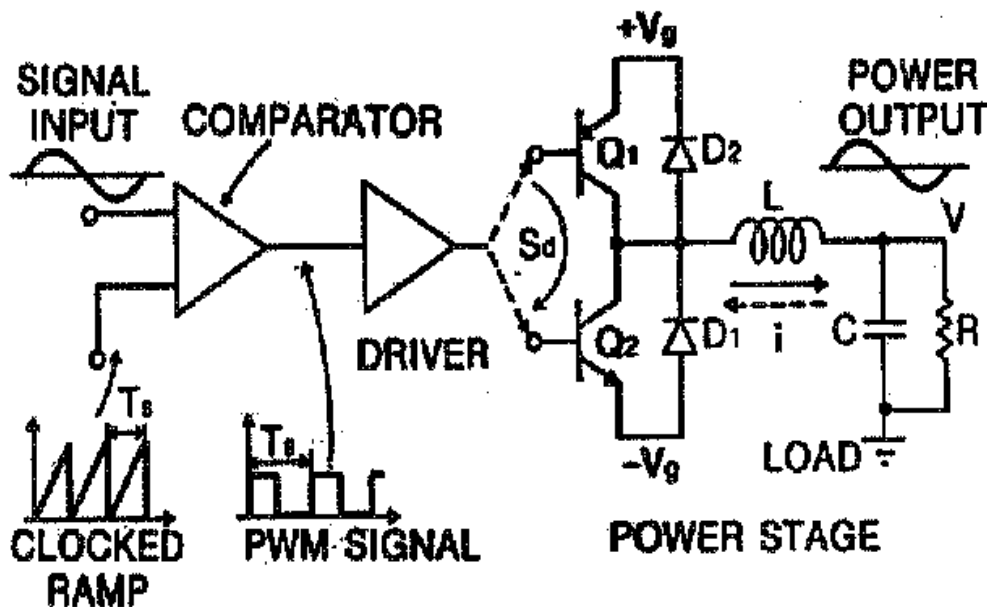 +Vg
SIGNAL
INPUT
COMPARATOR
POWER
OUTPUT
Q1
D2
L
V
Sd
DRIVER
Q2
D1
i
C
R
Ts
Ts
-Vg
LOAD
CLOCKED
RAMP
PWM SIGNAL
POWER STAGE